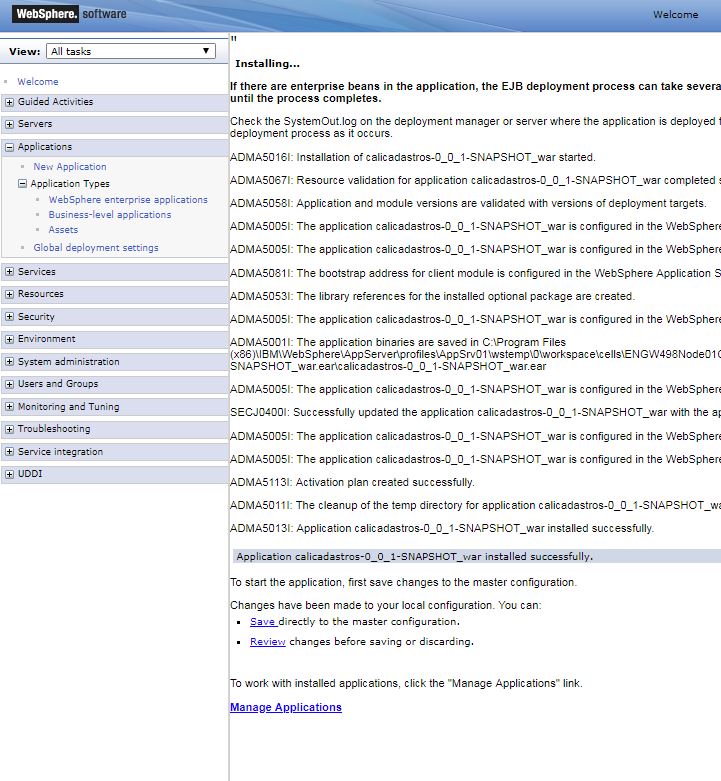 WebSphere. software
Welcome
View: All tasks
Welcome
Guided Activities
Servers
Applications
New Application
Application Types
WebSphere enterprise applications
Business-level applications
Assets
Global deployment settings
Services
Resources
Security
Environment
System administration
Users and Groups
Monitoring and Tuning
Troubleshooting
Service integration
UDDI
"
Installing...
If there are enterprise beans in the application, the EJB deployment process can take severa
until the process completes.
Check the SystemOut.log on the deployment manager or server where the application is deployed
deployment process as it occurs.
ADMA5016I: Installation of calicadastros-0_0_1-SNAPSHOT_war started.
ADMA5067I: Resource validation for application calicadastros-0_0_1-SNAPSHOT_war completed s
ADMA5058I: Application and module versions are validated with versions of deployment targets.
ADMA5005I: The application calicadastros-0_0_1-SNAPSHOT_war is configured in the WebSphere
ADMA5005I: The application calicadastros-0_0_1-SNAPSHOT_war is configured in the WebSphere
ADMA5081I: The bootstrap address for client module is configured in the WebSphere Application S
ADMA5053I: The library references for the installed optional package are created.
ADMA5005I: The application calicadastros-0_0_1-SNAPSHOT_war is configured in the WebSphere
ADMA5001I: The application binaries are saved in C:\Program Files
(x86)\IBM\WebSphere\AppServer\profiles\AppSrv01\wstemp\0\workspace\cells\ENGW498Node01C
SNAPSHOT_war.ear\calicadastros-0_0_1-SNAPSHOT_war.ear
ADMA5005I: The application calicadastros-0_0_1-SNAPSHOT_war is configured in the WebSphere
SECJ0400I: Successfully updated the application calicadastros-0_0_1-SNAPSHOT_war with the ap
ADMA5005I: The application calicadastros-0_0_1-SNAPSHOT_war is configured in the WebSphere
ADMA5005I: The application calicadastros-0_0_1-SNAPSHOT_war is configured in the WebSphere
ADMA5113I: Activation plan created successfully.
ADMA5011I: The cleanup of the temp directory for application calicadastros-0_0_1-SNAPSHOT_wa
ADMA5013I: Application calicadastros-0_0_1-SNAPSHOT_war installed successfully.
Application calicadastros-0_0_1-SNAPSHOT_war installed successfully.
To start the application, first save changes to the master configuration.
Changes have been made to your local configuration. You can:
Save directly to the master configuration.
Review changes before saving or discarding.
To work with installed applications, click the "Manage Applications" link.
Manage Applications